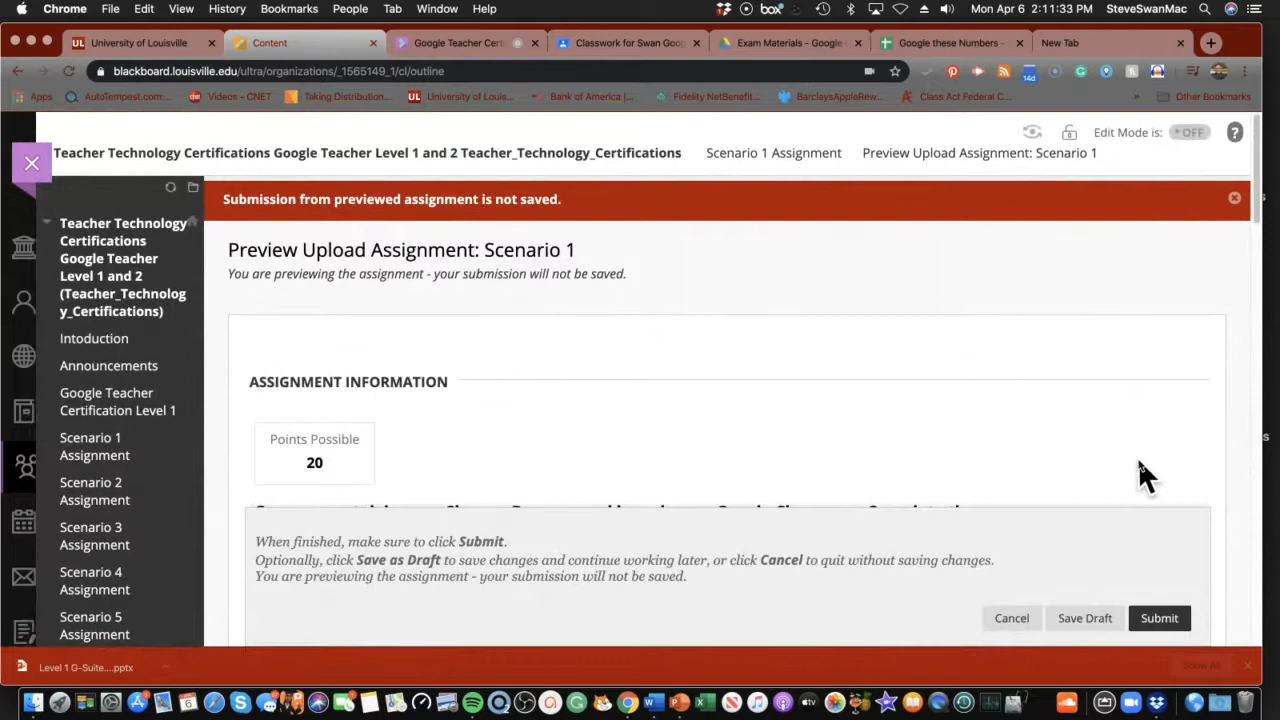 Chrome File Edit View History Bookmarks People Tab Window Help
box
Mon Apr 6 2:11:33 PM SteveSwanMac
University of Louisville
Content
Google Teacher Cert
Classwork for Swan Goo
Exam Materials - Google
Google these Numbers -
New Tab
blackboard.louisville.edu/ultra/organizations/_1565149_1/cl/outline
14d
Apps
AutoTempest.com:...
Videos - CNET
Taking Distribution...
University of Louis...
Bank of America |...
Fidelity NetBenefit...
BarclaysAppleRew...
Class Act Federal C...
»
Other Bookmarks
Edit Mode is: • OFF
?
Teacher Technology Certifications Google Teacher Level 1 and 2 Teacher_Technology_Certifications
Scenario 1 Assignment
Preview Upload Assignment: Scenario 1
Submission from previewed assignment is not saved.
Teacher Technology
Certifications
Google Teacher
Level 1 and 2
(Teacher_Technolog
y_Certifications)
Intoduction
Announcements
Google Teacher
Certification Level 1
Scenario 1
Assignment
Scenario 2
Assignment
Scenario 3
Assignment
Scenario 4
Assignment
Scenario 5
Assignment
Preview Upload Assignment: Scenario 1
You are previewing the assignment - your submission will not be saved.
ASSIGNMENT INFORMATION
Points Possible
20
When finished, make sure to click Submit.
Optionally, click Save as Draft to save changes and continue working later, or click Cancel to quit without saving changes.
You are previewing the assignment - your submission will not be saved.
Cancel
Save Draft
Submit
Level 1 G-Suite....pptx
Show All